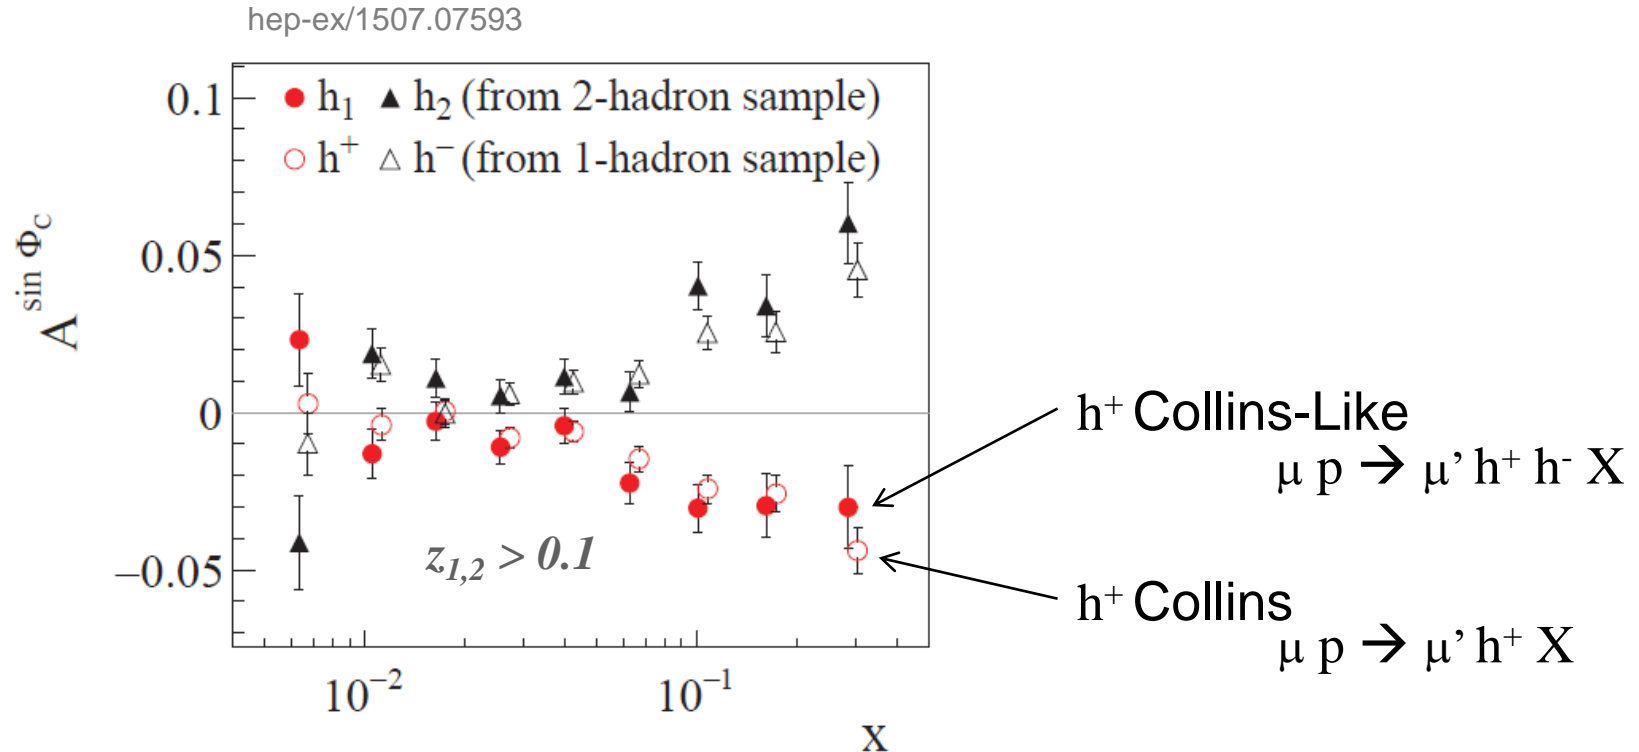 hep-ex/1507.07593
0.1
● h₁ ▲ h₂ (from 2-hadron sample)
○ h⁺ △ h⁻ (from 1-hadron sample)
A^{sin Φ_C}
0.05
0
h⁺ Collins-Like
μ p → μ’ h⁺ h⁻ X
z₁,₂ > 0.1
−0.05
h⁺ Collins
μ p → μ’ h⁺ X
10⁻² 10⁻¹
x